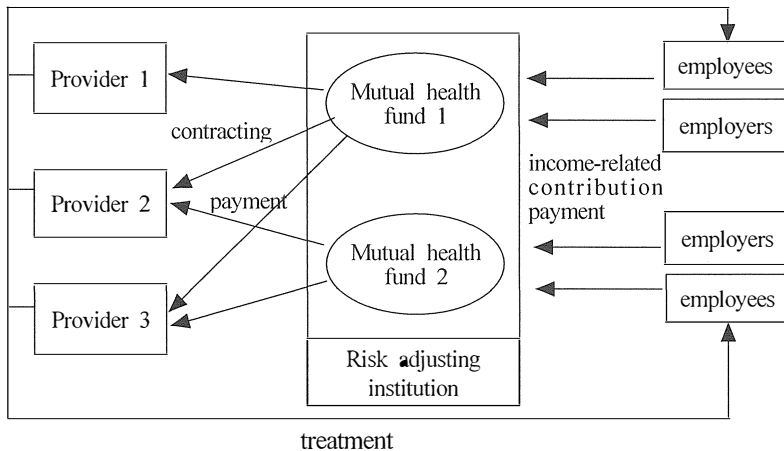 Provider 1
contracting
Provider 2
payment
Provider 3
Mutual health
fund 1
Mutual health
fund 2
Risk adjusting
institution
employees
employers
income-related
contribution
payment
employers
employees
treatment